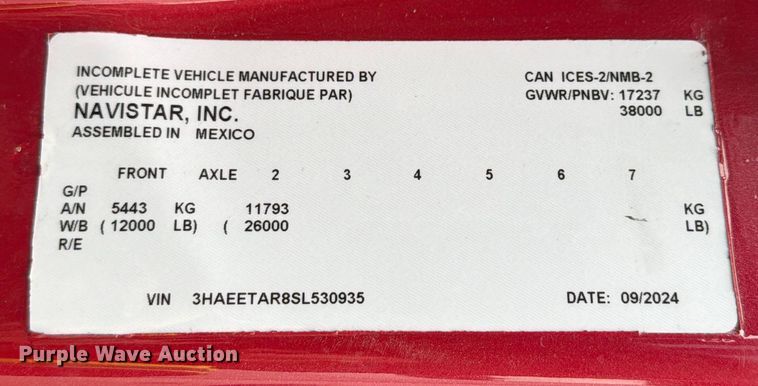 INCOMPLETE VEHICLE MANUFACTURED BY CAN ICES-2/NMB-2
(VEHICULE INCOMPLET FABRIQUE PAR) GVWR/PNBV: 17237 KG
NAVISTAR, INC. 38000 LB
ASSEMBLED IN MEXICO
FRONT AXLE 2 3 4 5 6 7
G/P
A/N 5443 KG 11793 KG
W/B ( 12000 LB) ( 26000 LB)
R/E
VIN 3HAEETAR8SL530935 DATE: 09/2024
Purple Wave Auction